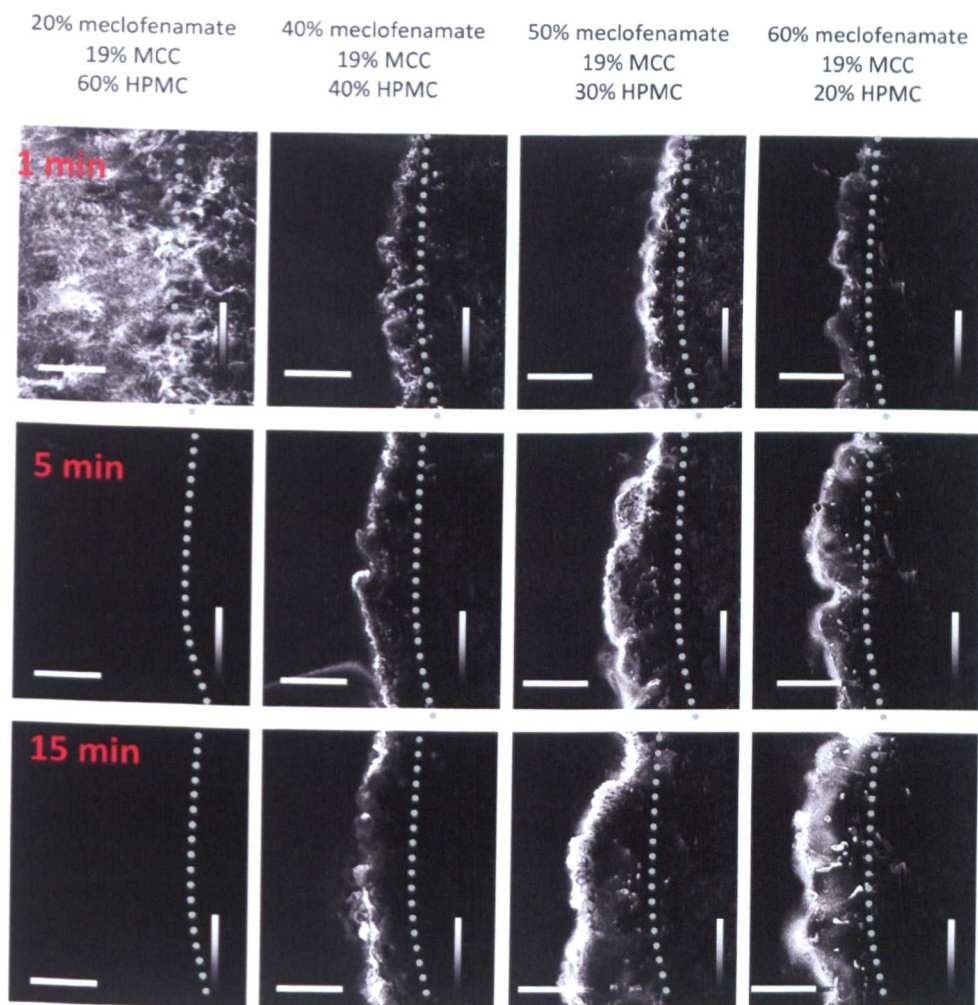 20% meclofenamate
19% MCC
60% HPMC
40% meclofenamate
19% MCC
40% HPMC
50% meclofenamate
19% MCC
30% HPMC
60% meclofenamate
19% MCC
20% HPMC
1 min
5 min
15 min